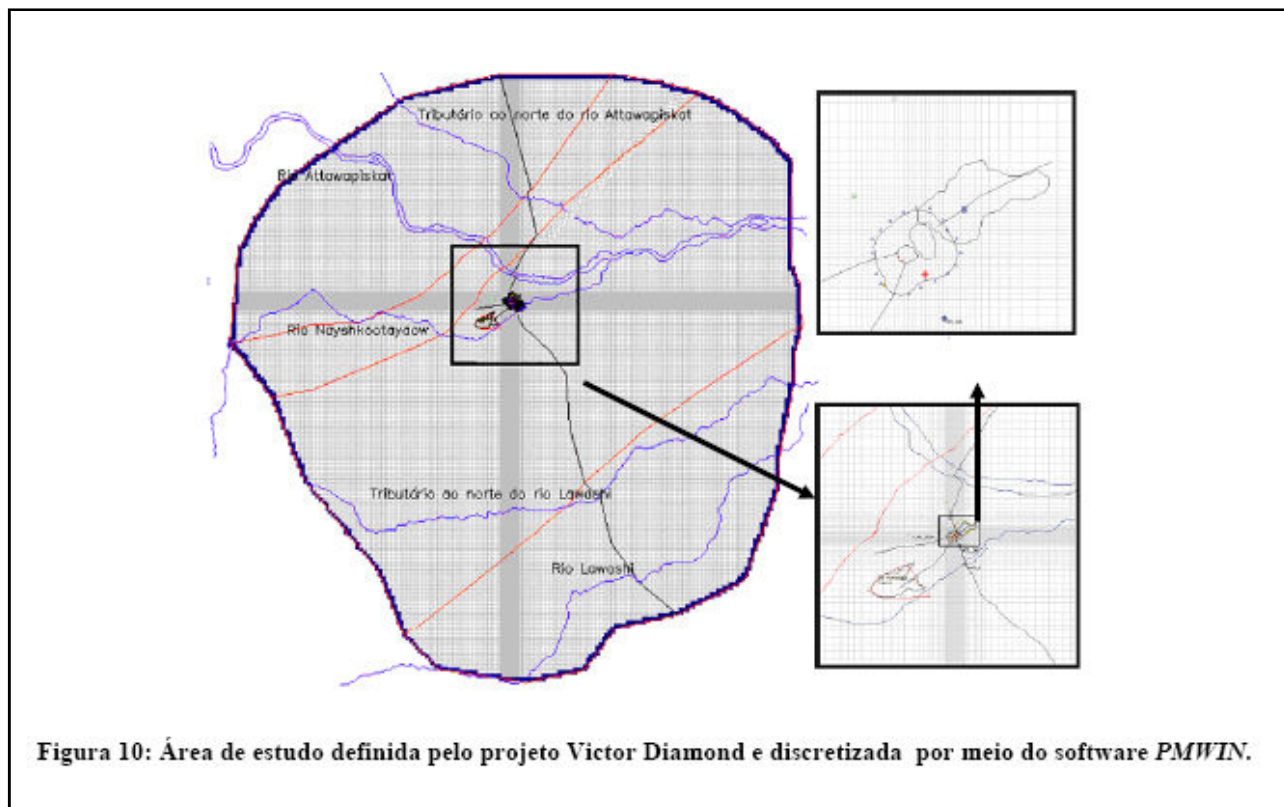 Tributário ao norte do rio Attawapiskat
Rio Attawapiskat
Rio Nayshkootayaow
Tributário ao norte do rio Lawashi
Rio Lawashi
Figura 10: Área de estudo definida pelo projeto Victor Diamond e discretizada por meio do software PMWIN.